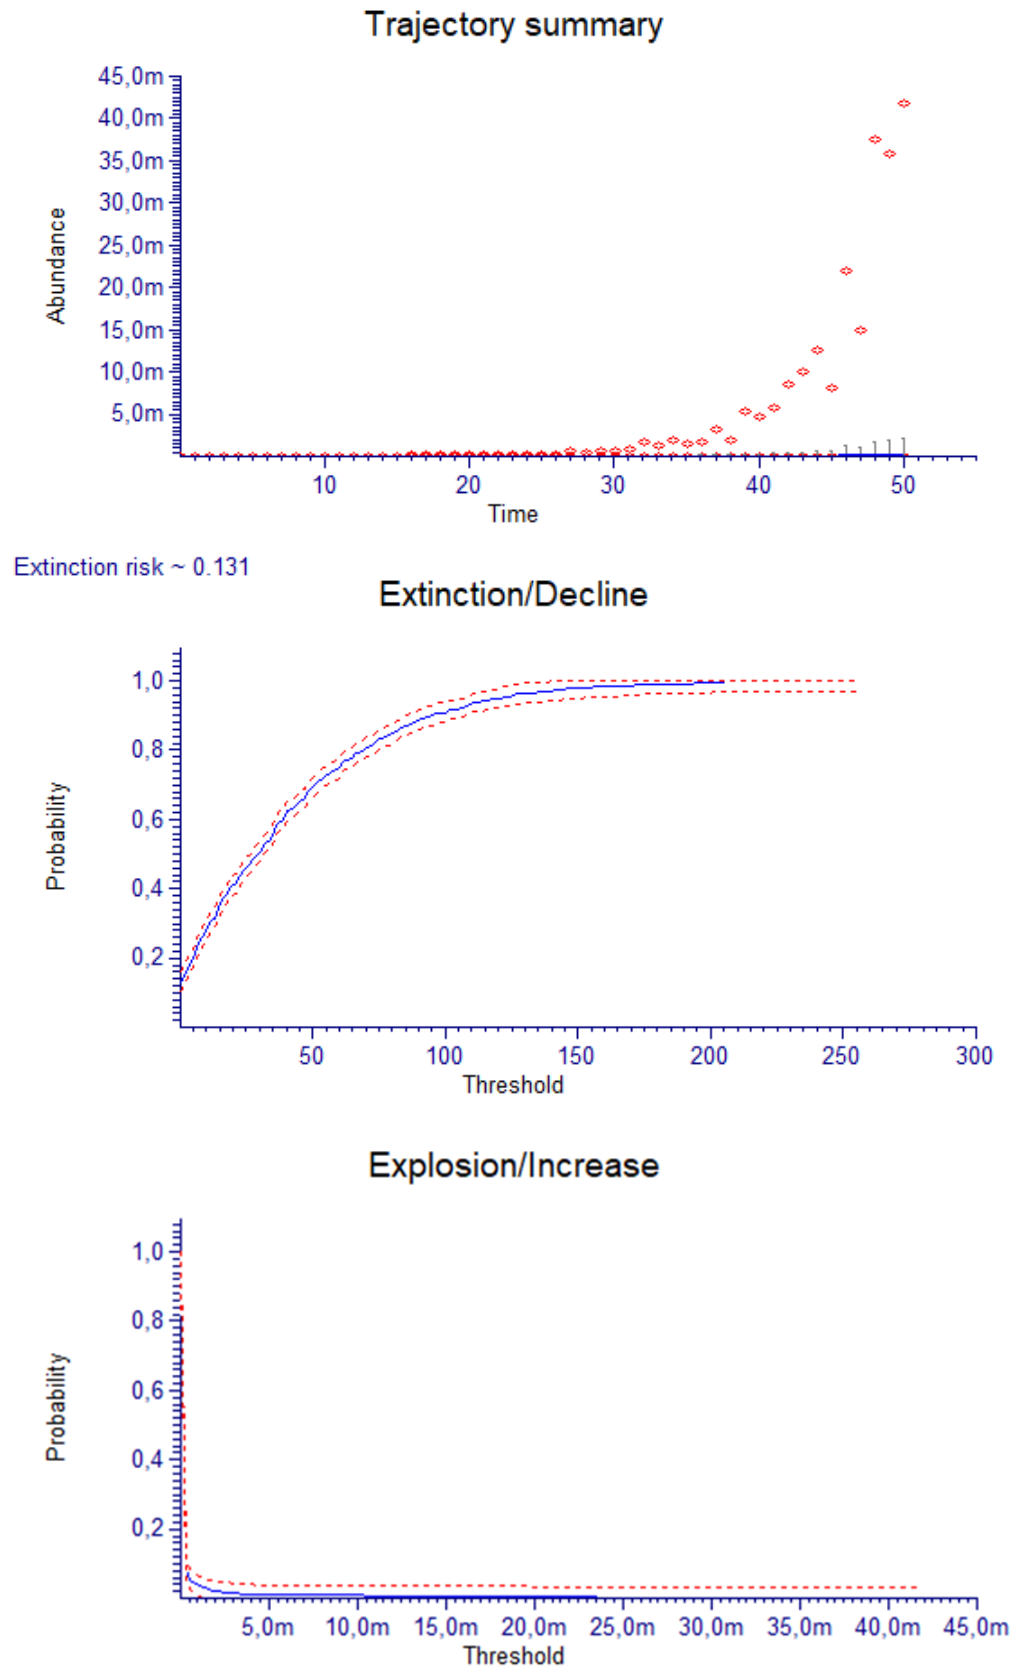 Trajectory summary
45,0m
40,0m
35,0m
30,0m
25,0m
20,0m
15,0m
10,0m
5,0m
Abundance
10 20 30 40 50
Time
Extinction risk ~ 0.131
Extinction/Decline
1,0
0,8
0,6
0,4
0,2
Probability
50 100 150 200 250 300
Threshold
Explosion/Increase
1,0
0,8
0,6
0,4
0,2
Probability
5,0m 10,0m 15,0m 20,0m 25,0m 30,0m 35,0m 40,0m 45,0m
Threshold